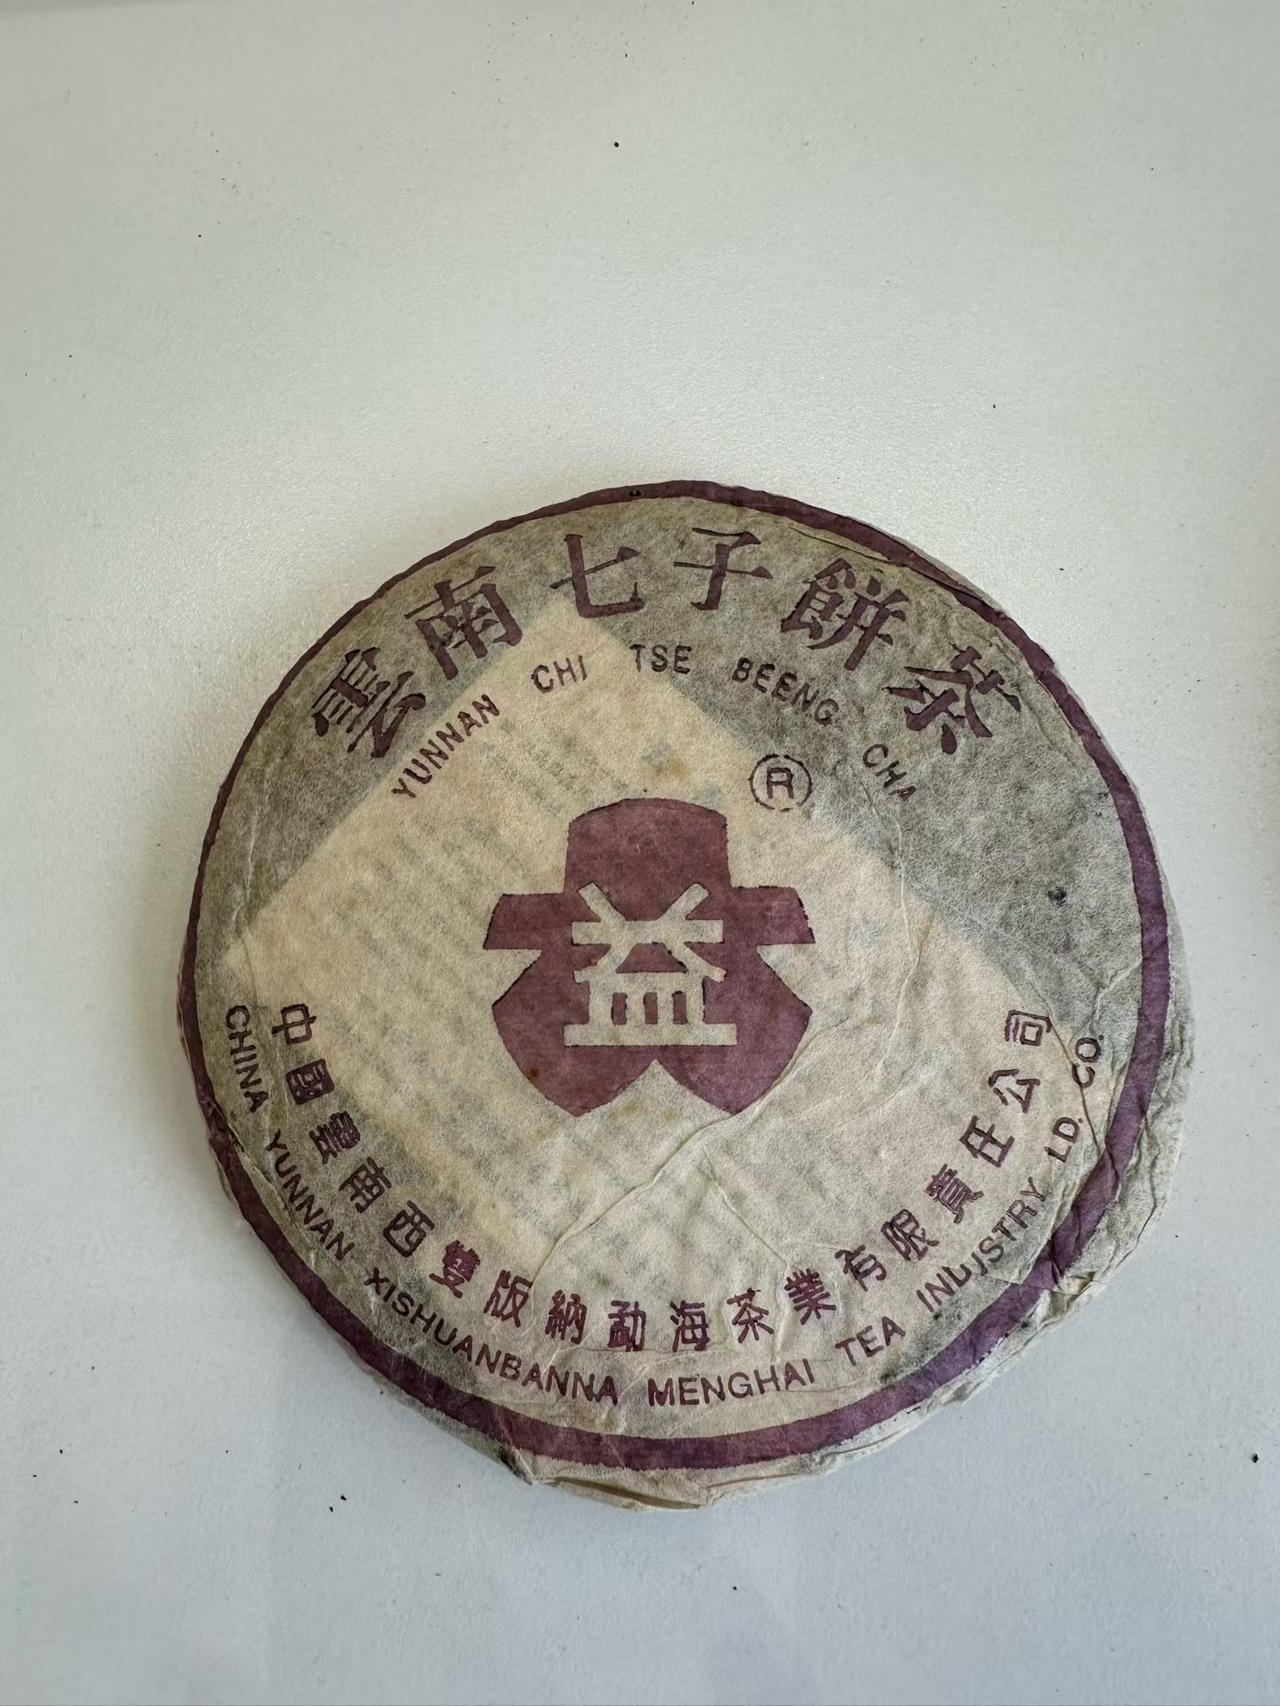 雲南七子餅茶
YUNNAN CHI TSE BEENG CHA
R
益
中國雲南西雙版納勐海茶業有限責任公司
CHINA YUNNAN XISHUANBANNA MENGHAI TEA INDJSTRY LD. CO.